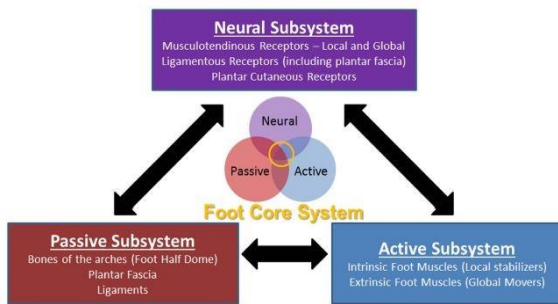 Neural Subsystem
Musculotendinous Receptors – Local and Global
Ligamentous Receptors (including plantar fascia)
Plantar Cutaneous Receptors
Neural
Passive
Active
Foot Core System
Passive Subsystem
Bones of the arches (Foot Half Dome)
Plantar Fascia
Ligaments
Active Subsystem
Intrinsic Foot Muscles (Local stabilizers)
Extrinsic Foot Muscles (Global Movers)